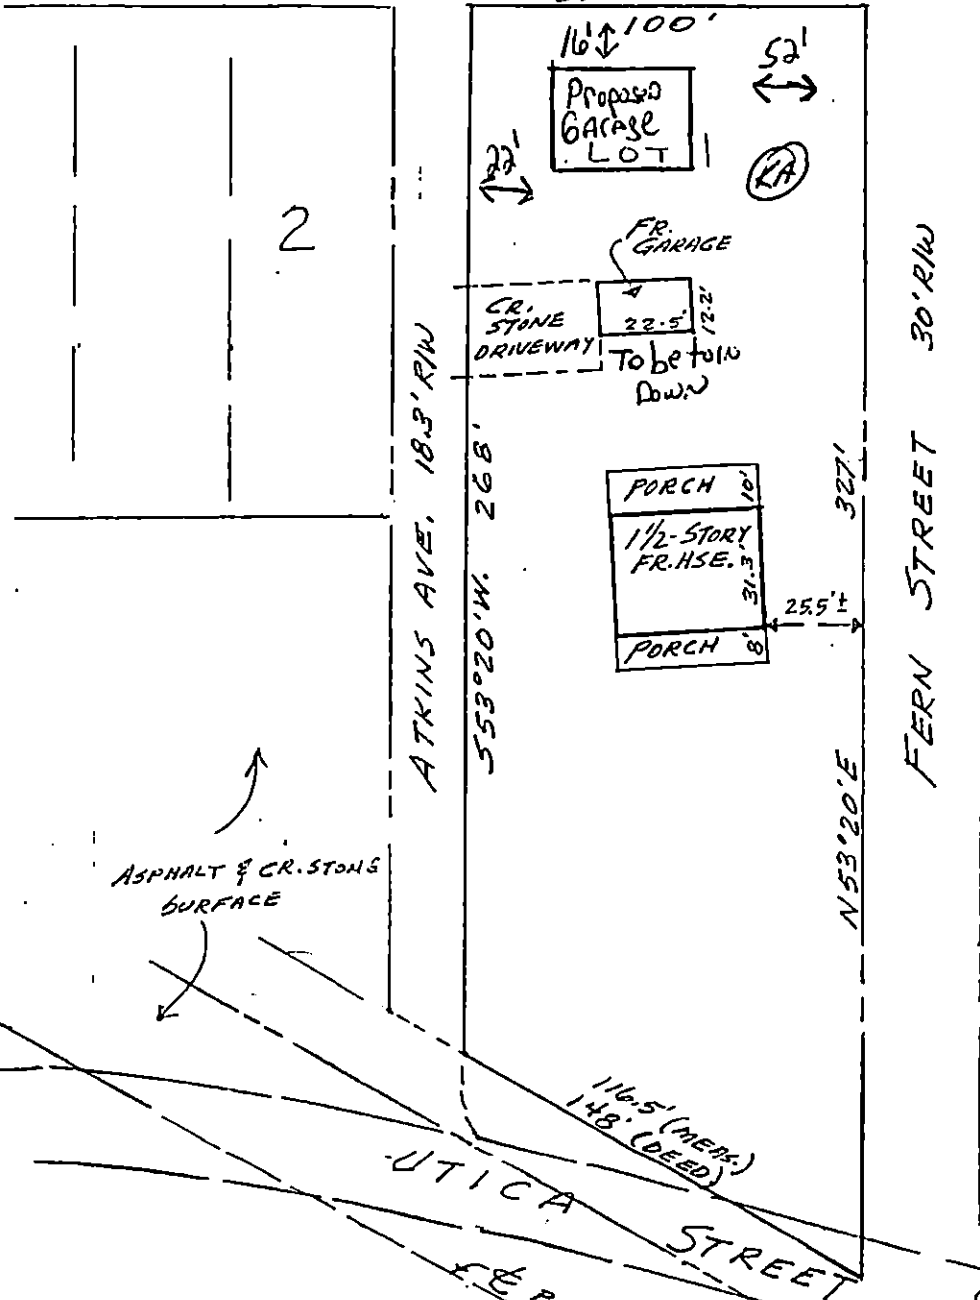 16' 100'
52'
Proposed
Garage
LOT 1
22'
KA
2
FR.
GARAGE
CR.
STONE
DRIVEWAY
22.5'
12.2'
To be torn
Down
ATKINS AVE. 18.3' R/W
S53°20'W. 268'
PORCH 10'
1 1/2-STORY
FR. HSE.
31.3'
PORCH 8'
25.5'±
327'
N53°20'E
FERN STREET 30' R/W
ASPHALT & CR. STONE
SURFACE
116.5' (MEAS.)
148' (DEED)
UTICA STREET